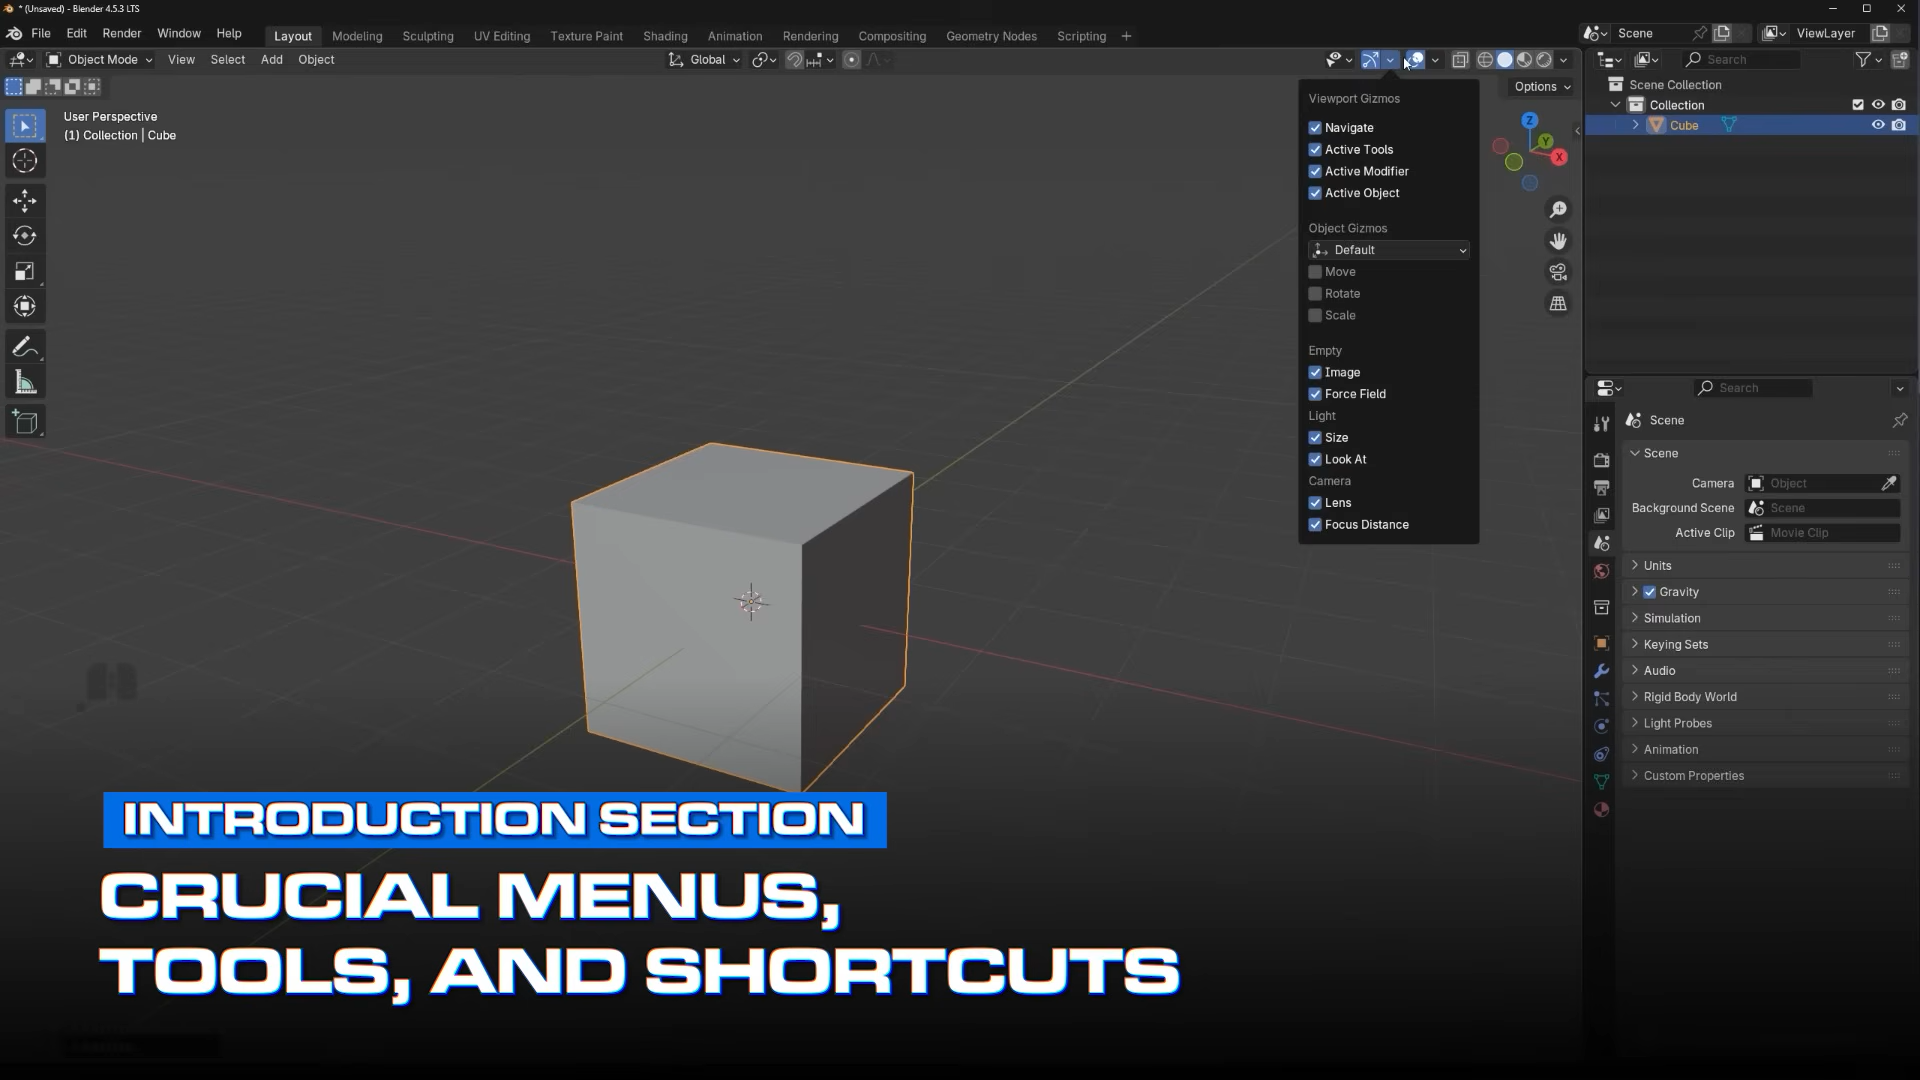 * (Unsaved) - Blender 4.5.3 LTS
File Edit Render Window Help Layout Modeling Sculpting UV Editing Texture Paint Shading Animation Rendering Compositing Geometry Nodes Scripting + Scene ViewLayer
Object Mode View Select Add Object Global Search
Options
User Perspective
(1) Collection | Cube
Viewport Gizmos
Navigate
Active Tools
Active Modifier
Active Object
Object Gizmos
Default
Move
Rotate
Scale
Empty
Image
Force Field
Light
Size
Look At
Camera
Lens
Focus Distance
Z
Y
X
Scene Collection
Collection
Cube
Search
Scene
Scene
Camera Object
Background Scene Scene
Active Clip Movie Clip
Units
Gravity
Simulation
Keying Sets
Audio
Rigid Body World
Light Probes
Animation
Custom Properties
INTRODUCTION SECTION
CRUCIAL MENUS,
TOOLS, AND SHORTCUTS